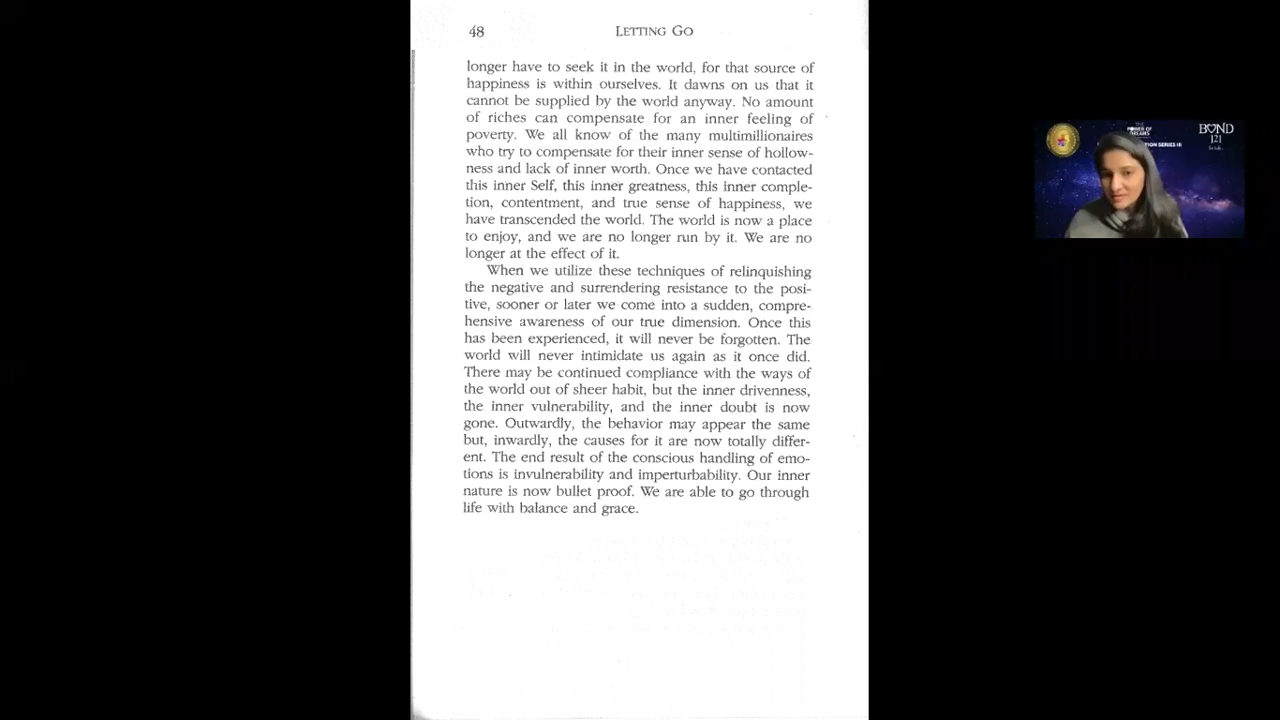 48
LETTING GO
longer have to seek it in the world, for that source of
happiness is within ourselves. It dawns on us that it
cannot be supplied by the world anyway. No amount
of riches can compensate for an inner feeling of
poverty. We all know of the many multimillionaires
who try to compensate for their inner sense of hollow-
ness and lack of inner worth. Once we have contacted
this inner Self, this inner greatness, this inner comple-
tion, contentment, and true sense of happiness, we
have transcended the world. The world is now a place
to enjoy, and we are no longer run by it. We are no
longer at the effect of it.
When we utilize these techniques of relinquishing
the negative and surrendering resistance to the posi-
tive, sooner or later we come into a sudden, compre-
hensive awareness of our true dimension. Once this
has been experienced, it will never be forgotten. The
world will never intimidate us again as it once did.
There may be continued compliance with the ways of
the world out of sheer habit, but the inner drivenness,
the inner vulnerability, and the inner doubt is now
gone. Outwardly, the behavior may appear the same
but, inwardly, the causes for it are now totally differ-
ent. The end result of the conscious handling of emo-
tions is invulnerability and imperturbability. Our inner
nature is now bullet proof. We are able to go through
life with balance and grace.
POWER OF
TION SERIES III
BOND
121